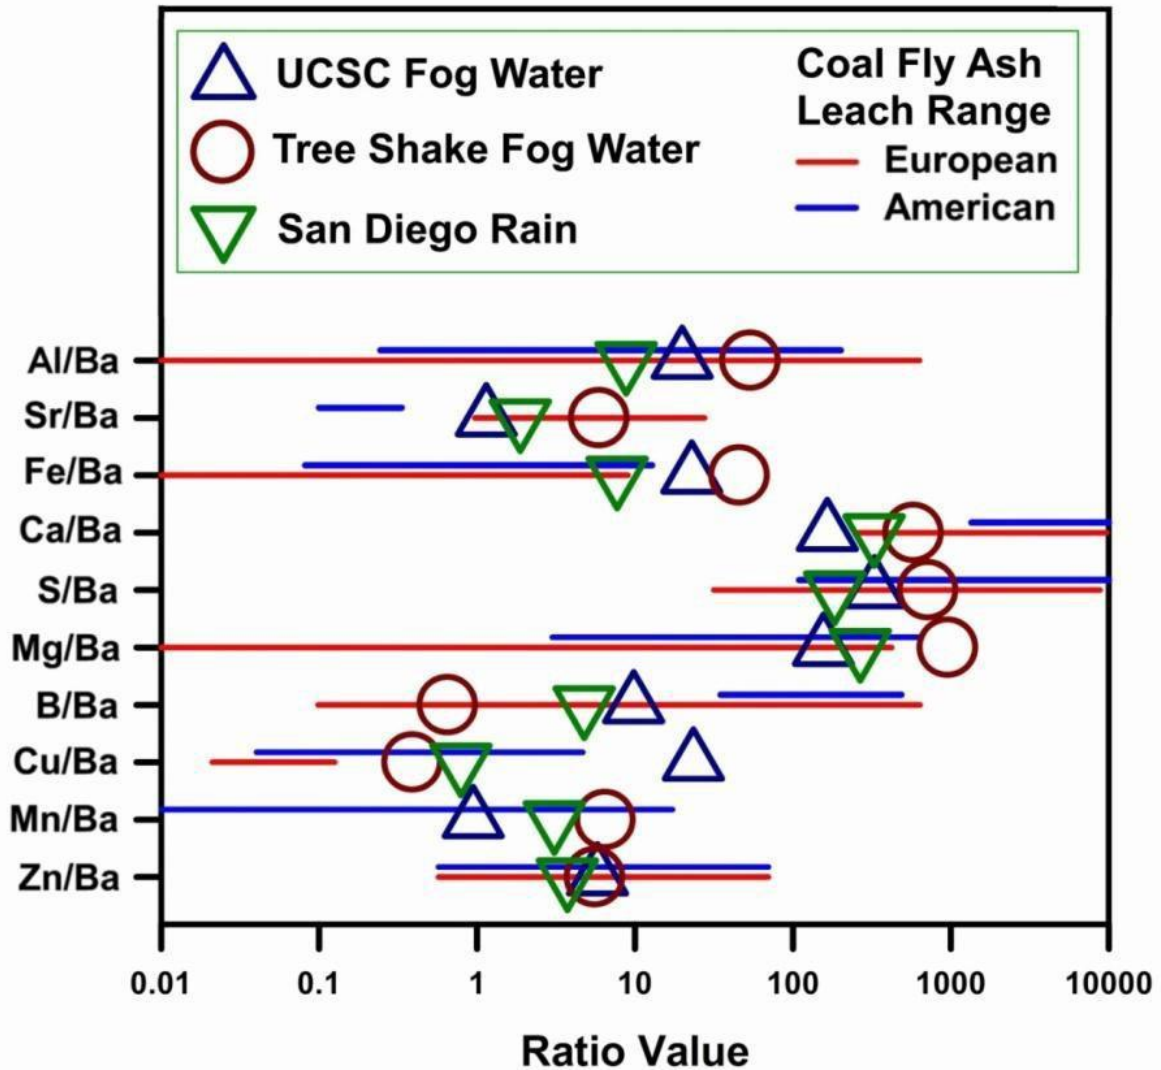 UCSC Fog Water
Tree Shake Fog Water
San Diego Rain
Coal Fly Ash
Leach Range
European
American
Al/Ba
Sr/Ba
Fe/Ba
Ca/Ba
S/Ba
Mg/Ba
B/Ba
Cu/Ba
Mn/Ba
Zn/Ba
0.01 0.1 1 10 100 1000 10000
Ratio Value